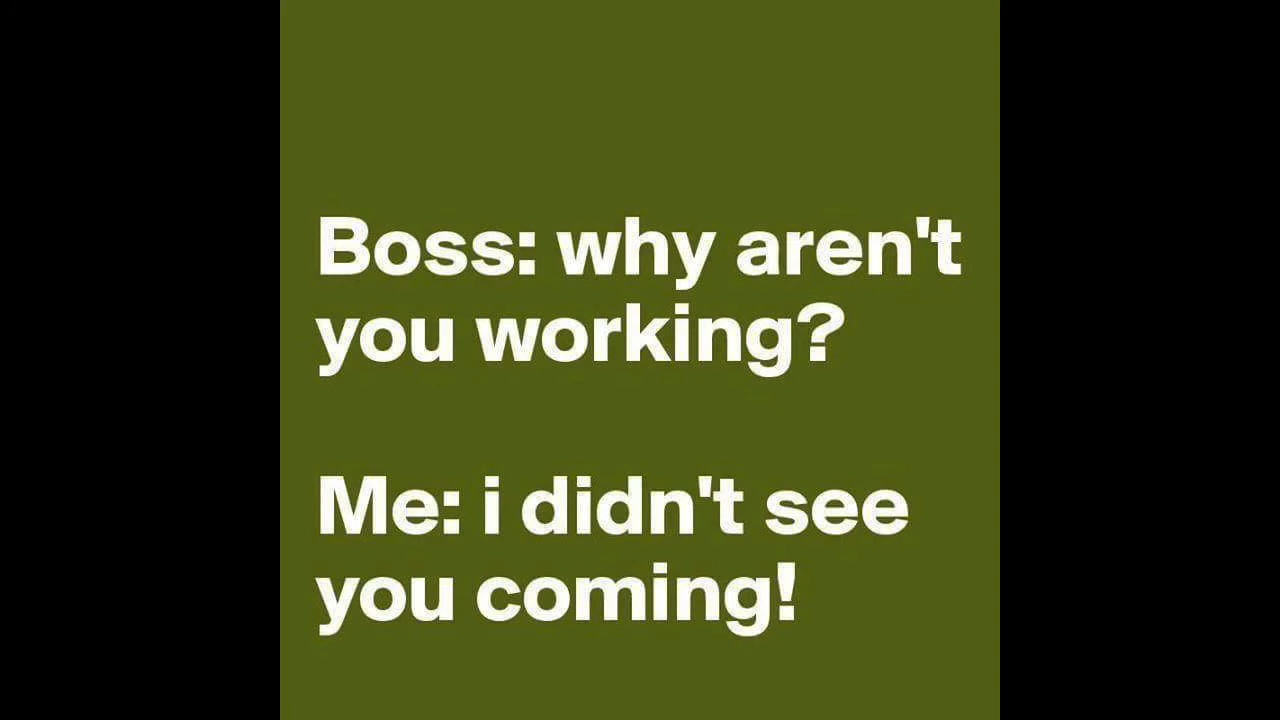 Boss: why aren't
you working?
Me: i didn't see
you coming!